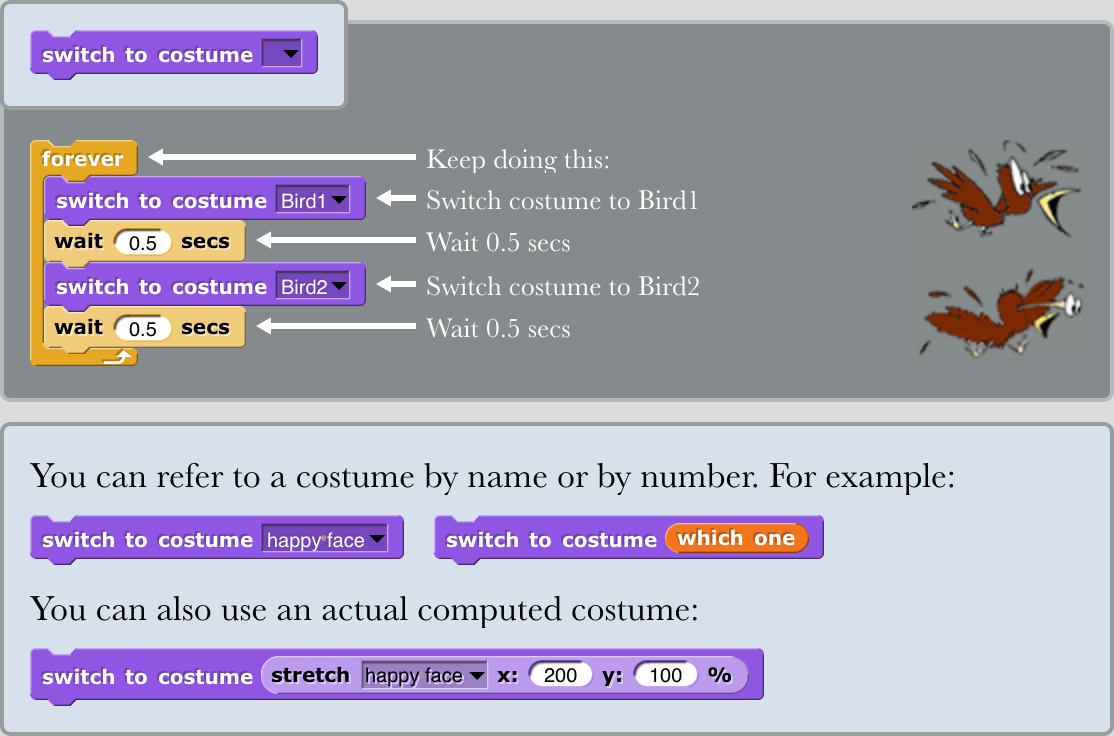 switch to costume
forever
Keep doing this:
switch to costume Bird1
Switch costume to Bird1
wait 0.5 secs
Wait 0.5 secs
switch to costume Bird2
Switch costume to Bird2
wait 0.5 secs
Wait 0.5 secs
You can refer to a costume by name or by number. For example:
switch to costume happy face
switch to costume which one
You can also use an actual computed costume:
switch to costume stretch happy face x: 200 y: 100 %